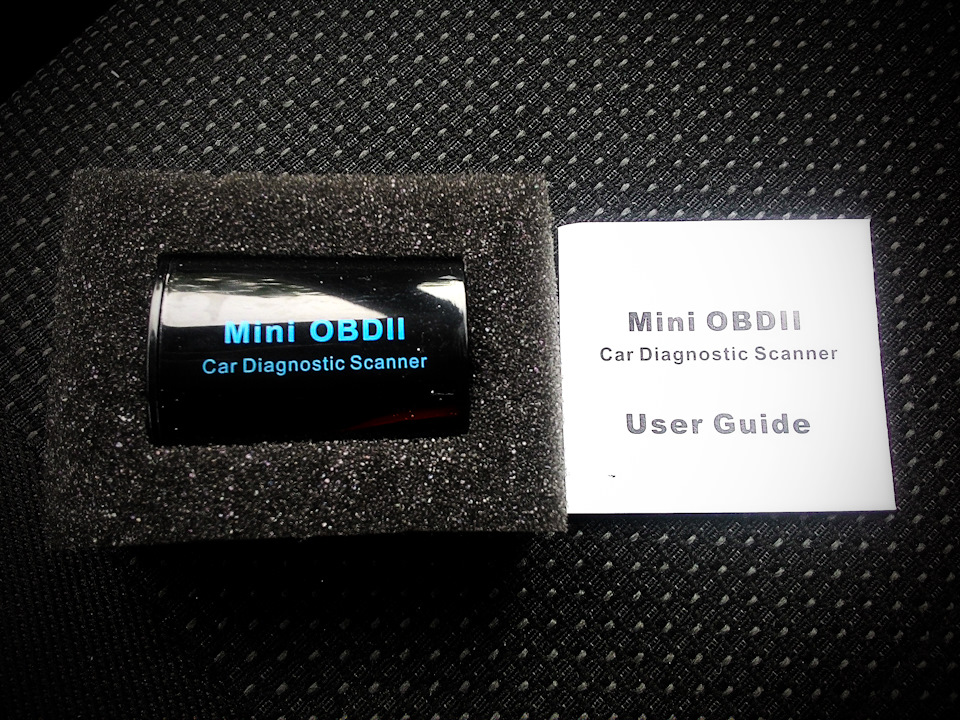 Mini OBDII
Car Diagnostic Scanner
Mini OBDII
Car Diagnostic Scanner
User Guide